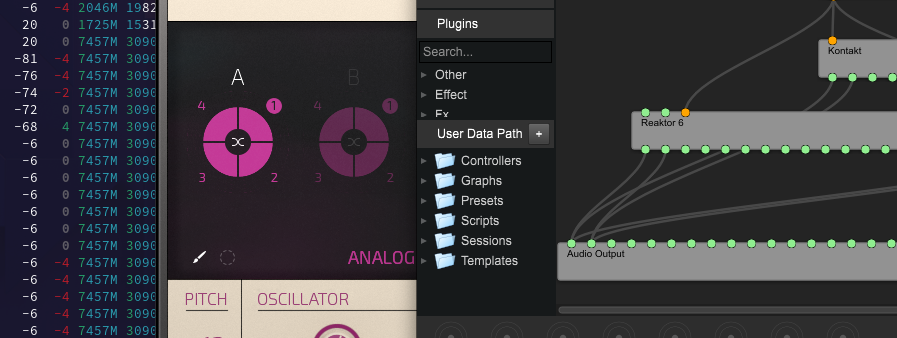 -6 -4 2046M 1982
20 0 1725M 1531
20 0 7457M 3090
-81 -4 7457M 3090
-76 -4 7457M 3090
-74 -2 7457M 3090
-72 0 7457M 3090
-68 4 7457M 3090
-6 0 7457M 3090
-6 0 7457M 3090
-6 0 7457M 3090
-6 0 7457M 3090
-6 0 7457M 3090
-6 0 7457M 3090
-6 0 7457M 3090
-6 -4 7457M 3090
-6 -4 7457M 3090
-6 -4 7457M 3090
-6 -4 7457M 3090
-6 -4 7457M 3090
A B
4 1 4 1
3 2 3 2
ANALOG
PITCH OSCILLATOR
Plugins
Search...
Other
Effect
User Data Path +
Controllers
Graphs
Presets
Scripts
Sessions
Templates
Kontakt
Reaktor 6
Audio Output